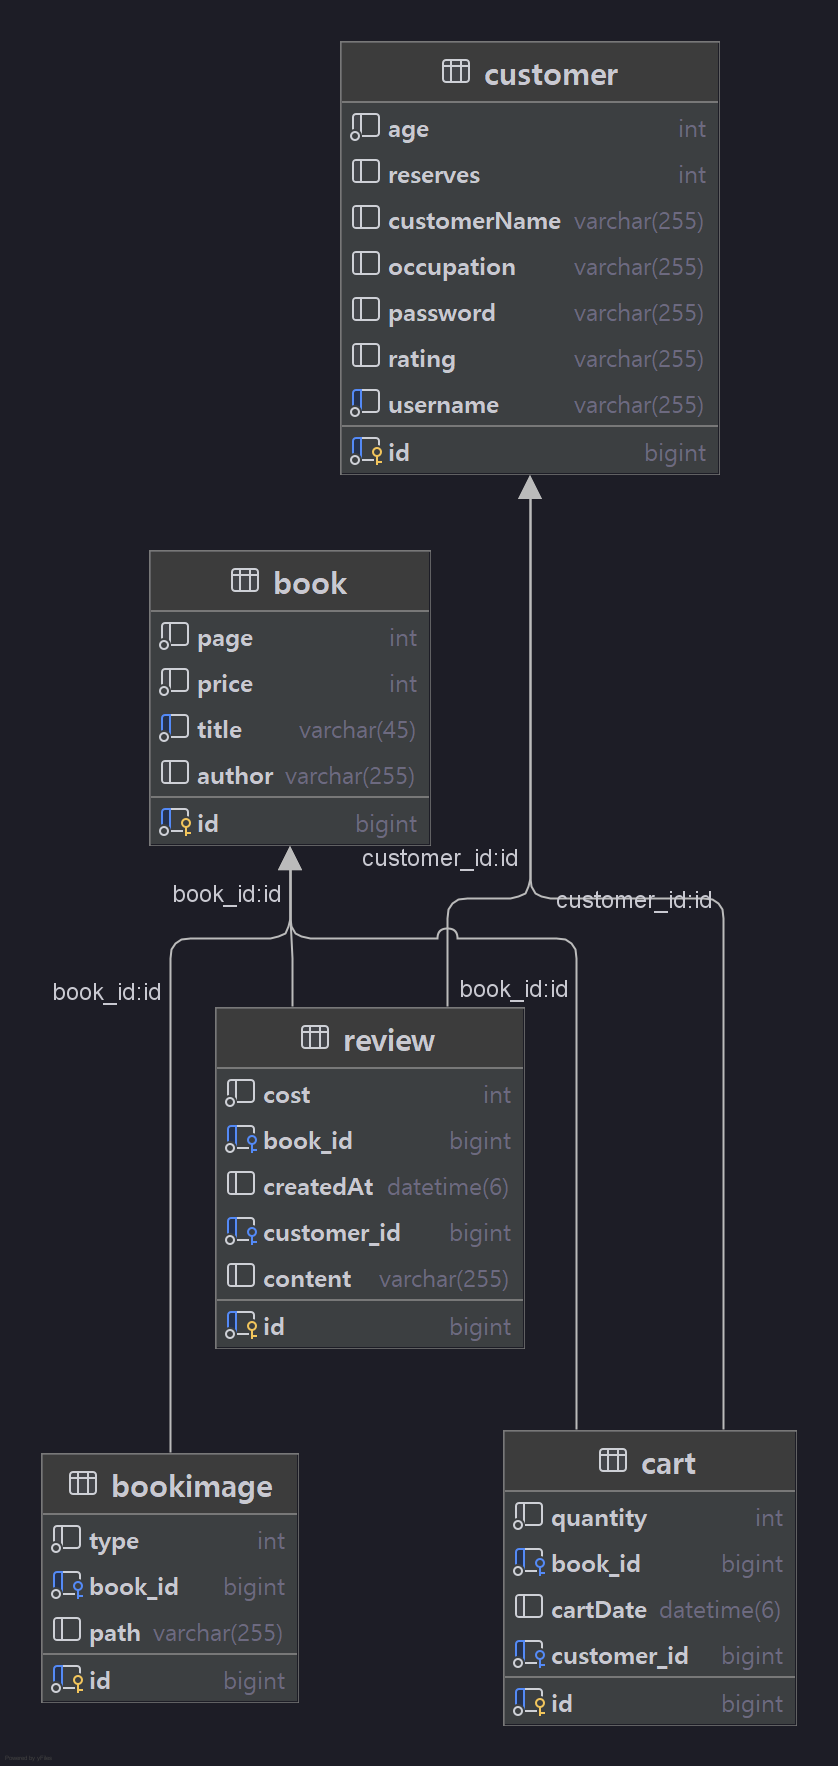 customer
age int
reserves int
customerName varchar(255)
occupation varchar(255)
password varchar(255)
rating varchar(255)
username varchar(255)
id bigint
book
page int
price int
title varchar(45)
author varchar(255)
id bigint
customer_id:id
book_id:id
customer_id:id
book_id:id
book_id:id
review
cost int
book_id bigint
createdAt datetime(6)
customer_id bigint
content varchar(255)
id bigint
bookimage
type int
book_id bigint
path varchar(255)
id bigint
cart
quantity int
book_id bigint
cartDate datetime(6)
customer_id bigint
id bigint
Powered by yFiles